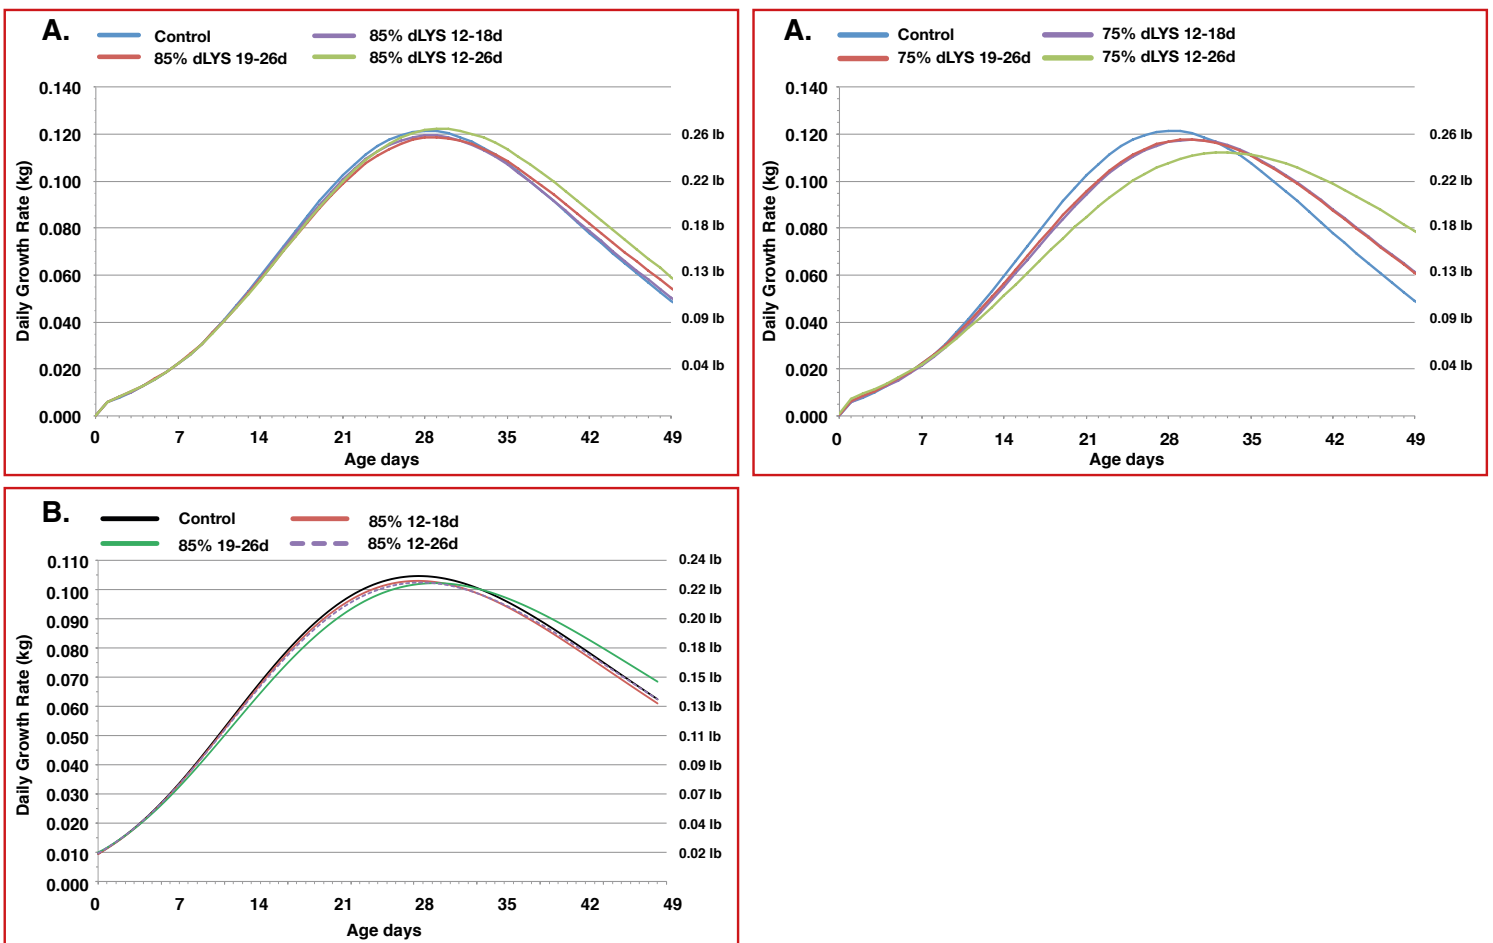 A.
Control
85% dLYS 12-18d
85% dLYS 19-26d
85% dLYS 12-26d
Daily Growth Rate (kg)
0.140
0.120
0.100
0.080
0.060
0.040
0.020
0.000
0.26 lb
0.22 lb
0.18 lb
0.13 lb
0.09 lb
0.04 lb
0 7 14 21 28 35 42 49
Age days
A.
Control
75% dLYS 12-18d
75% dLYS 19-26d
75% dLYS 12-26d
Daily Growth Rate (kg)
0.140
0.120
0.100
0.080
0.060
0.040
0.020
0.000
0.26 lb
0.22 lb
0.18 lb
0.13 lb
0.09 lb
0.04 lb
0 7 14 21 28 35 42 49
Age days
B.
Control
85% 12-18d
85% 19-26d
85% 12-26d
Daily Growth Rate (kg)
0.110
0.100
0.090
0.080
0.070
0.060
0.050
0.040
0.030
0.020
0.010
0.000
0.24 lb
0.22 lb
0.20 lb
0.18 lb
0.15 lb
0.13 lb
0.11 lb
0.09 lb
0.07 lb
0.04 lb
0.02 lb
0 7 14 21 28 35 42 49
Age days